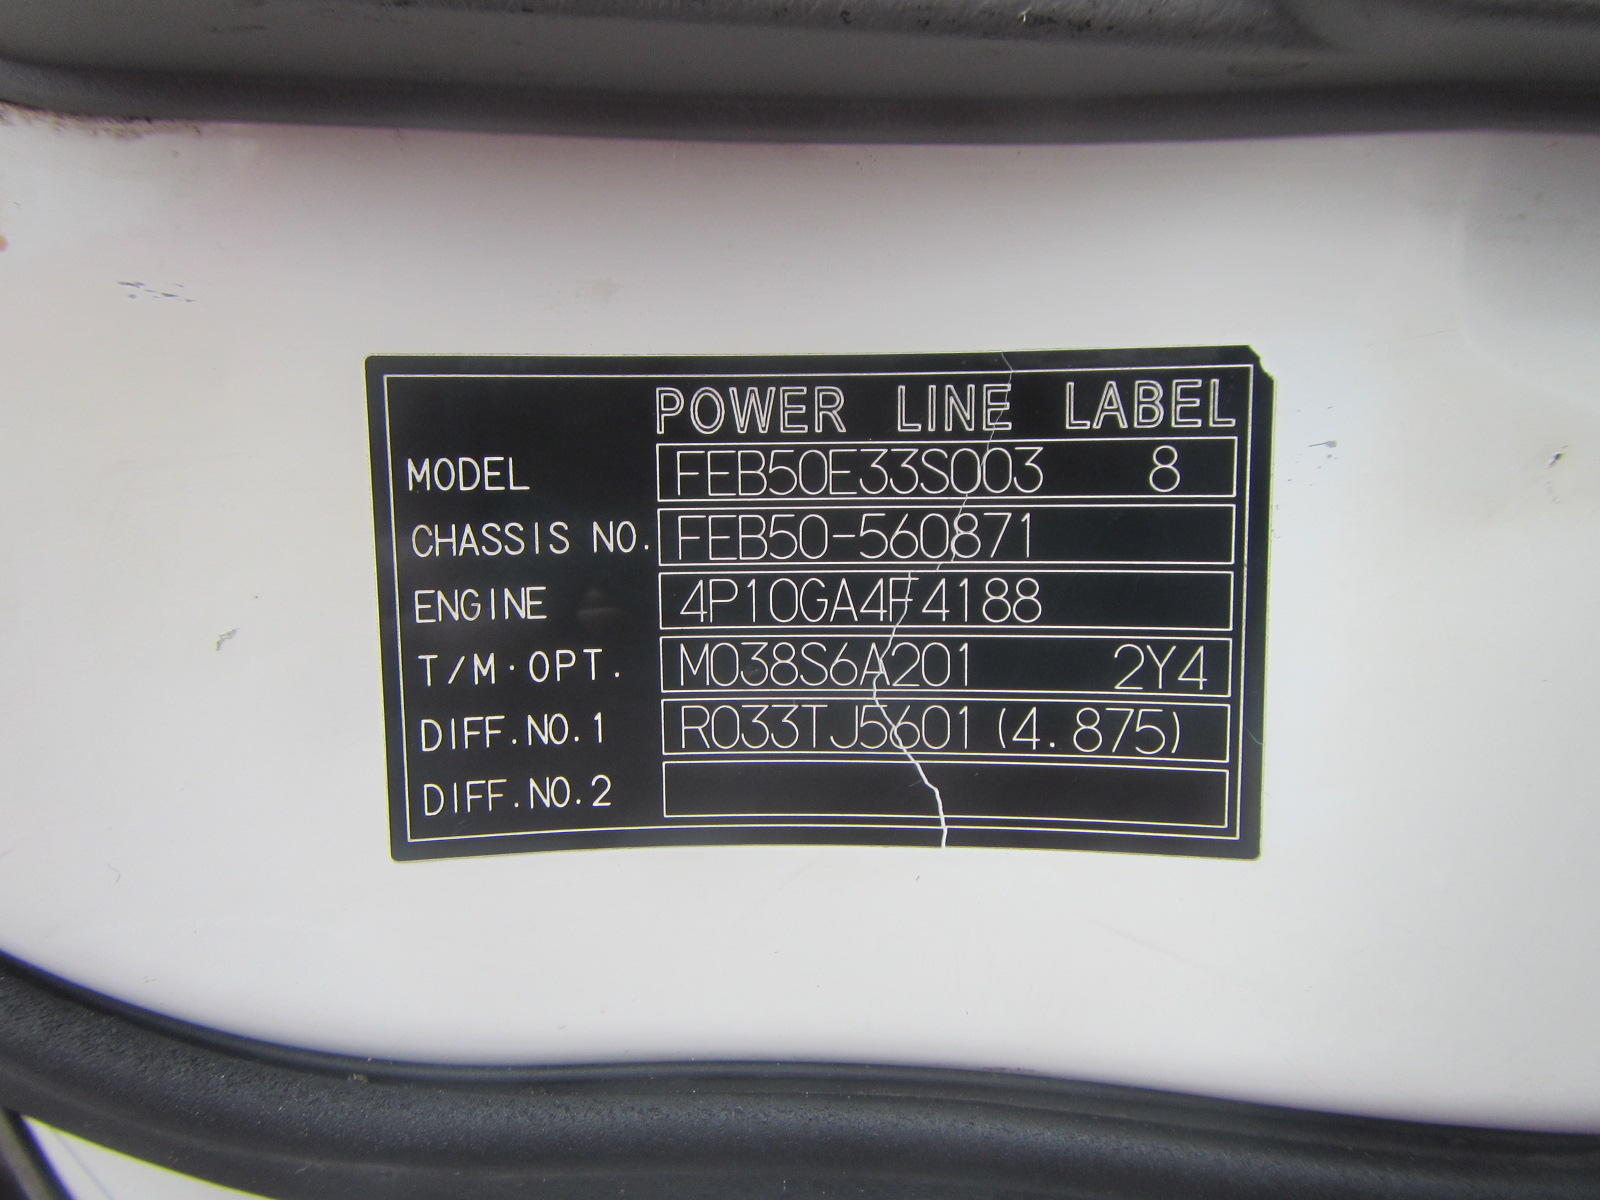 POWER LINE LABEL
MODEL FEB50E33S003 8
CHASSIS NO. FEB50-560871
ENGINE 4P10GA4F4188
T/M·OPT. M038S6A201 2Y4
DIFF.NO.1 R033TJ5601(4.875)
DIFF.NO.2